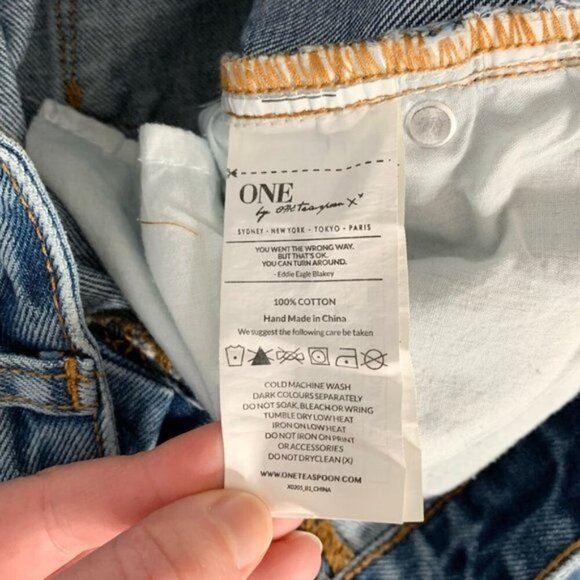 ONE
by One Teaspoon x
SYDNEY • NEW YORK • TOKYO • PARIS
YOU WENT THE WRONG WAY.
BUT THAT'S OK.
YOU CAN TURN AROUND.
- Eddie Eagle Blakey
100% COTTON
Hand Made in China
We suggest the following care be taken
COLD MACHINE WASH
DARK COLOURS SEPARATELY
DO NOT SOAK, BLEACH OR WRING
TUMBLE DRY LOW HEAT
IRON ON LOW HEAT
DO NOT IRON ON PRINT
OR ACCESSORIES
DO NOT DRYCLEAN (X)
WWW.ONETEASPOON.COM
X0205_B1_CHINA